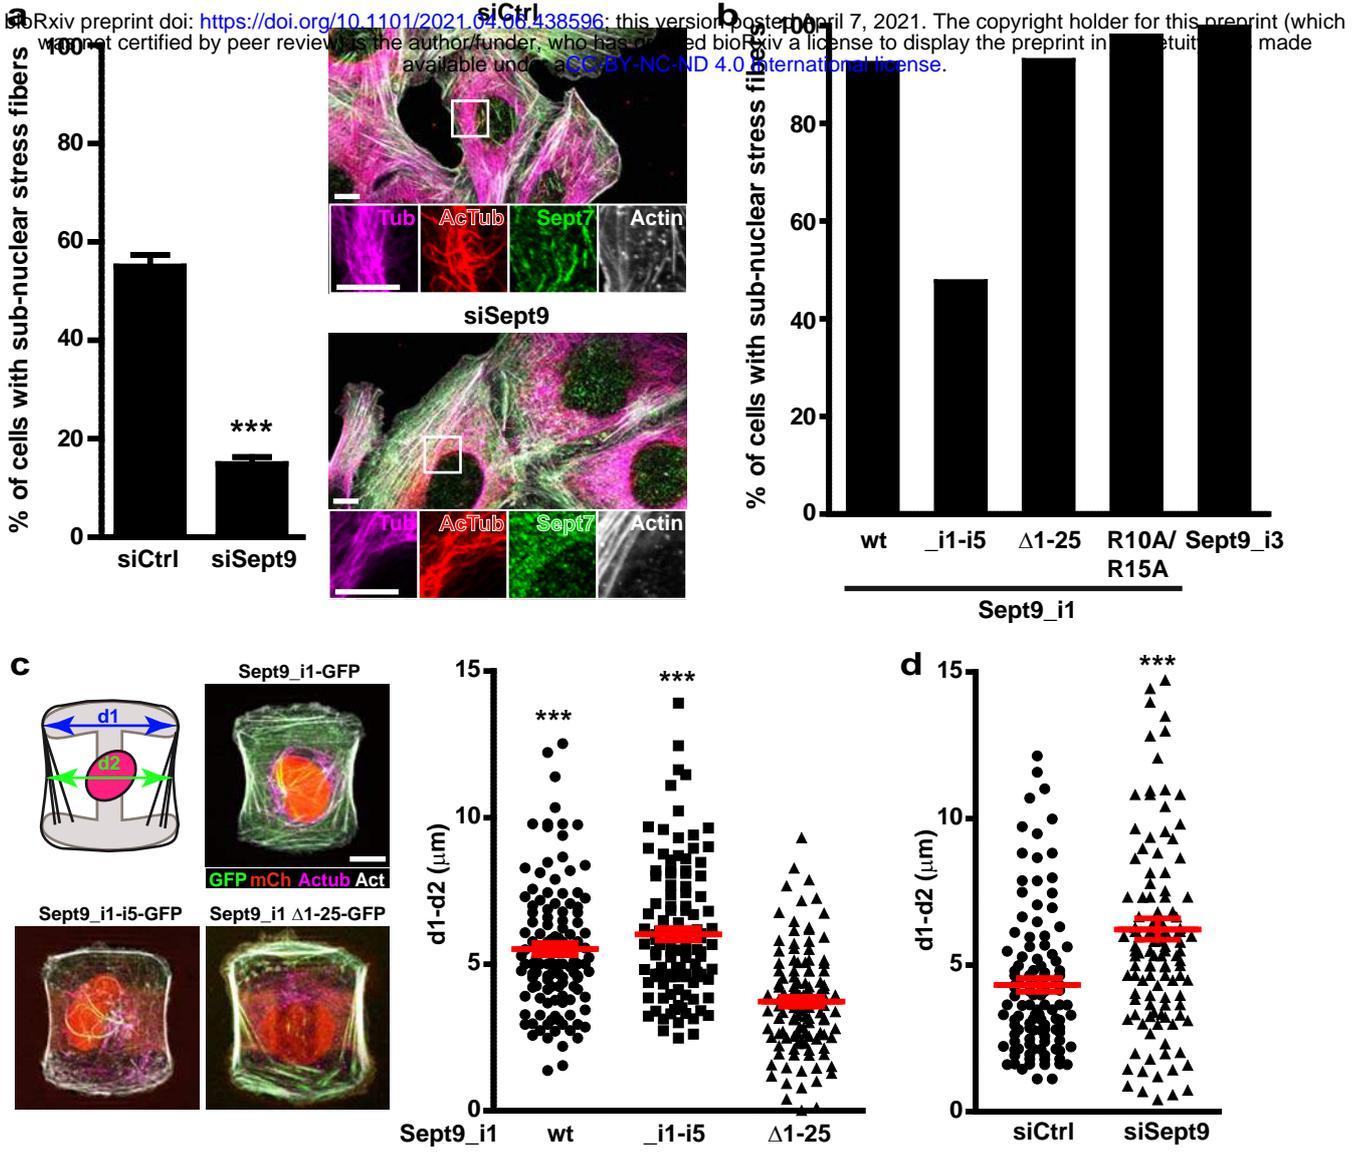 a
siCtrl
b
bioRxiv preprint doi: https://doi.org/10.1101/2021.04.06.438596; this version posted April 7, 2021. The copyright holder for this preprint (which
was not certified by peer review) is the author/funder, who has granted bioRxiv a license to display the preprint in perpetuity. It is made
available under aCC-BY-NC-ND 4.0 International license.
% of cells with sub-nuclear stress fibers
100
80
60
40
20
0
***
siCtrl
siSept9
Tub AcTub Sept7 Actin
siSept9
Tub AcTub Sept7 Actin
% of cells with sub-nuclear stress fibers
100
80
60
40
20
0
wt _i1-i5 Δ1-25 R10A/ Sept9_i3
R15A
Sept9_i1
c
d1
d2
Sept9_i1-GFP
GFP mCh Actub Act
Sept9_i1-i5-GFP
Sept9_i1 Δ1-25-GFP
d1-d2 (μm)
15
10
5
0
***
***
Sept9_i1 wt _i1-i5 Δ1-25
d
d1-d2 (μm)
15
10
5
0
***
siCtrl siSept9